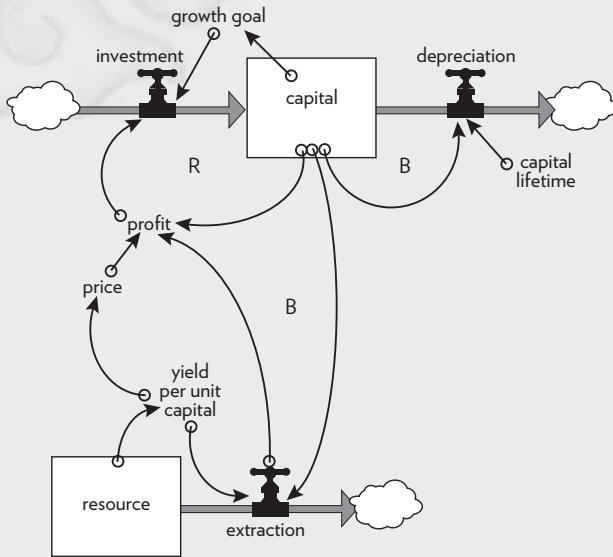 growth goal
investment
depreciation
capital
R
B
capital
lifetime
profit
price
B
yield
per unit
capital
resource
extraction